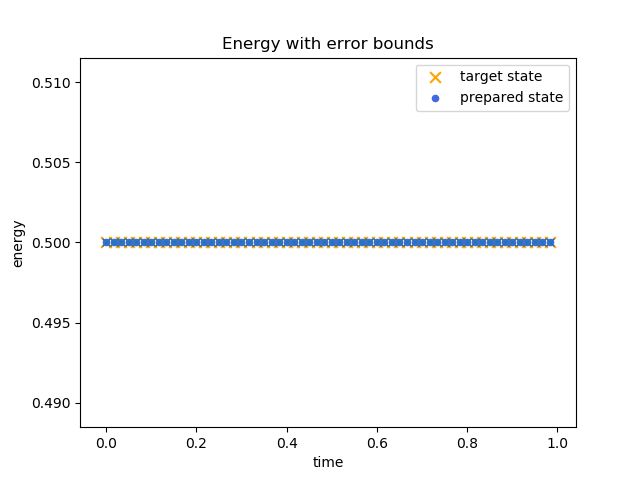 Energy with error bounds
target state
prepared state
0.510
0.505
0.500
0.495
0.490
energy
0.0 0.2 0.4 0.6 0.8 1.0
time